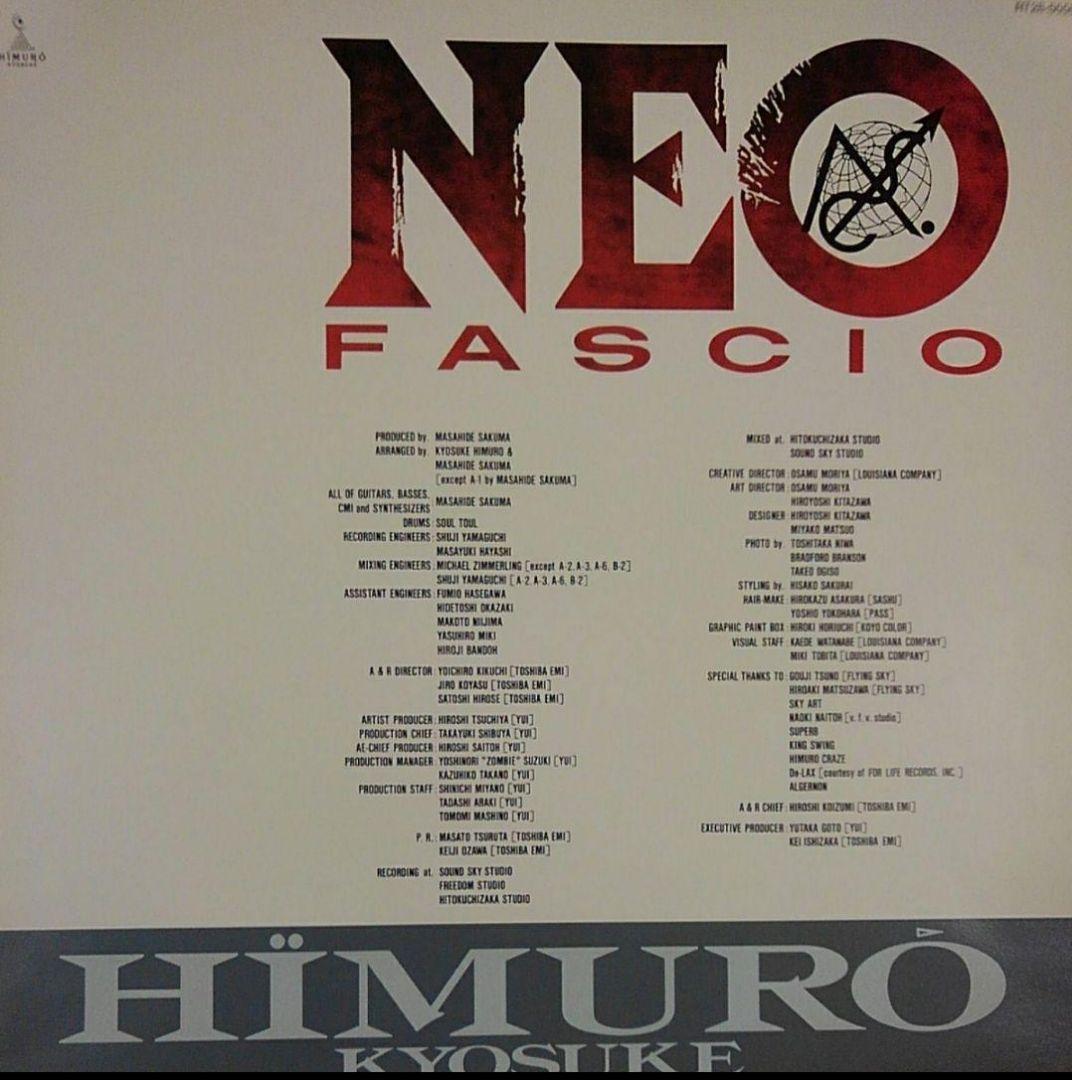 HÏMURÓ
NEO
FASCIO
PRODUCED by. MASAHIDE SAKUMA
ARRANGED by. KYOSUKE HIMURO &
MASAHIDE SAKUMA
[except A-1 by MASAHIDE SAKUMA]
ALL OF GUITARS, BASSES,
CMI and SYNTHESIZERS MASAHIDE SAKUMA
DRUMS: SOUL TOUL
RECORDING ENGINEERS: SHUJI YAMAGUCHI
MASAYUKI HAYASHI
MIXING ENGINEERS: MICHAEL ZIMMERLING [except A-2, A-3, A-6, B-2]
SHUJI YAMAGUCHI [A-2, A-3, A-6, B-2]
ASSISTANT ENGINEERS: FUMIO HASEGAWA
HIDETOSHI OKAZAKI
MAKOTO NIIJIMA
YASUHIRO MIKI
HIROJI BANDOH
A & R DIRECTOR: YOICHIRO KIKUCHI [TOSHIBA EMI]
JIRO KOYASU [TOSHIBA EMI]
SATOSHI HIROSE [TOSHIBA EMI]
ARTIST PRODUCER: HIROSHI TSUCHIYA [YUI]
PRODUCTION CHIEF: TAKAYUKI SHIBUYA [YUI]
AE-CHIEF PRODUCER: HIROSHI SAITOH [YUI]
PRODUCTION MANAGER: YOSHINORI "ZOMBIE" SUZUKI [YUI]
KAZUHIKO TAKANO [YUI]
PRODUCTION STAFF: SHINICHI MIYANO [YUI]
TADASHI ARAKI [YUI]
TOMOMI MASHINO [YUI]
P. R.: MASATO TSURUTA [TOSHIBA EMI]
KEIJI OZAWA [TOSHIBA EMI]
RECORDING at. SOUND SKY STUDIO
FREEDOM STUDIO
HITOKUCHIZAKA STUDIO
MIXED at. HITOKUCHIZAKA STUDIO
SOUND SKY STUDIO
CREATIVE DIRECTOR: OSAMU MORIYA [LOUISIANA COMPANY]
ART DIRECTOR: OSAMU MORIYA
HIROYOSHI KITAZAWA
DESIGNER: HIROYOSHI KITAZAWA
MIYAKO MATSUO
PHOTO by. TOSHITAKA NIWA
BRADFORD BRANSON
TAKEO OGISO
STYLING by. HISAKO SAKURAI
HAIR-MAKE: HIROKAZU ASAKURA [SASHU]
YOSHIO YOKOHARA [PASS]
GRAPHIC PAINT BOX: HIROKI HORIUCHI [KOYO COLOR]
VISUAL STAFF: KAEDE WATANABE [LOUISIANA COMPANY]
MIKI TOBITA [LOUISIANA COMPANY]
SPECIAL THANKS TO: GOUJI TSUNO [FLYING SKY]
HIROAKI MATSUZAWA [FLYING SKY]
SKY ART
NAOKI NAITOH [v. f. v. studio]
SUPERB
KING SWING
HIMURO CRAZE
De-LAX [courtesy of FOR LIFE RECORDS, INC.]
ALGERNON
A & R CHIEF: HIROSHI KOIZUMI [TOSHIBA EMI]
EXECUTIVE PRODUCER: YUTAKA GOTO [YUI]
KEI ISHIZAKA [TOSHIBA EMI]
HÏMURÓ
KYOSUKE